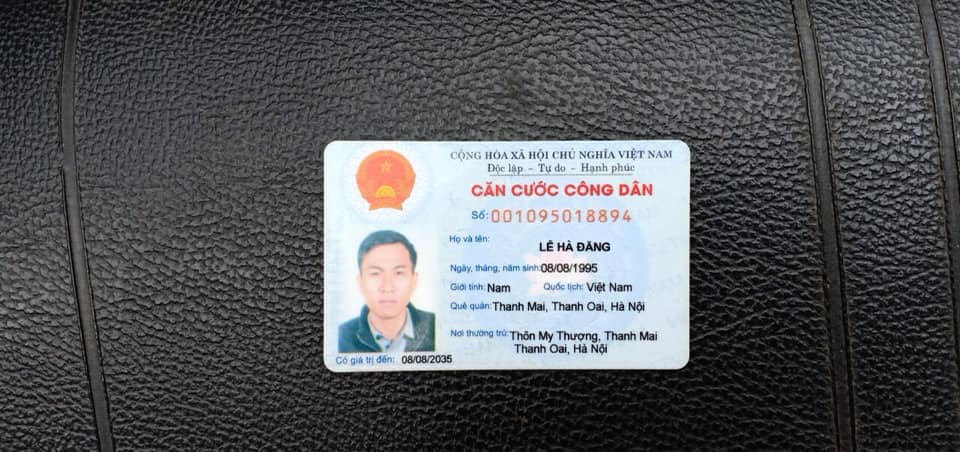 CỘNG HÒA XÃ HỘI CHỦ NGHĨA VIỆT NAM
Độc lập - Tự do - Hạnh phúc
CĂN CƯỚC CÔNG DÂN
Số: 001095018894
Họ và tên:
LÊ HÀ ĐĂNG
Ngày, tháng, năm sinh: 08/08/1995
Giới tính: Nam Quốc tịch: Việt Nam
Quê quán: Thanh Mai, Thanh Oai, Hà Nội
Nơi thường trú: Thôn My Thượng, Thanh Mai
Thanh Oai, Hà Nội
Có giá trị đến: 08/08/2035